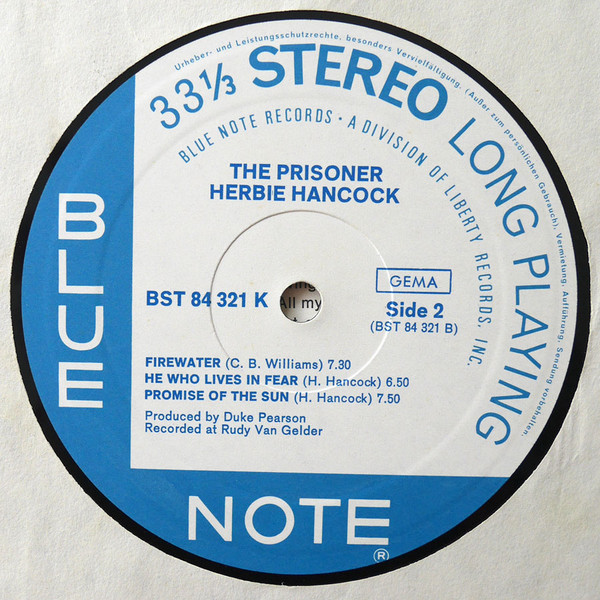 Urheber- und Leistungsschutzrechte, besonders Vervielfältigung, (Außer zum persönlichen Gebrauch), Vermietung, Aufführung, Sendung vorbehalten.
33⅓ STEREO LONG PLAYING
BLUE NOTE RECORDS · A DIVISION OF LIBERTY RECORDS, INC.
THE PRISONER
HERBIE HANCOCK
BLUE
GEMA
BST 84 321 K
All my
Side 2
(BST 84 321 B)
FIREWATER (C. B. Williams) 7.30
HE WHO LIVES IN FEAR (H. Hancock) 6.50
PROMISE OF THE SUN (H. Hancock) 7.50
Produced by Duke Pearson
Recorded at Rudy Van Gelder
NOTE
®